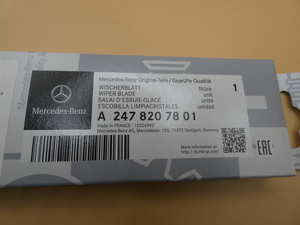 Mercedes-Benz Original-Teile / Geprüfte Qualität
WISCHERBLATT
WIPER BLADE
BALAI D'ESSUIE-GLACE
ESCOBILLA LIMPIACRISTALES
Stück
unit
unité
unidad
1
Mercedes-Benz
A 247 820 78 01
Made in FRANCE
Mercedes-Benz AG, Mercedesstr. 120, 70372 Stuttgart, Germany
EAC